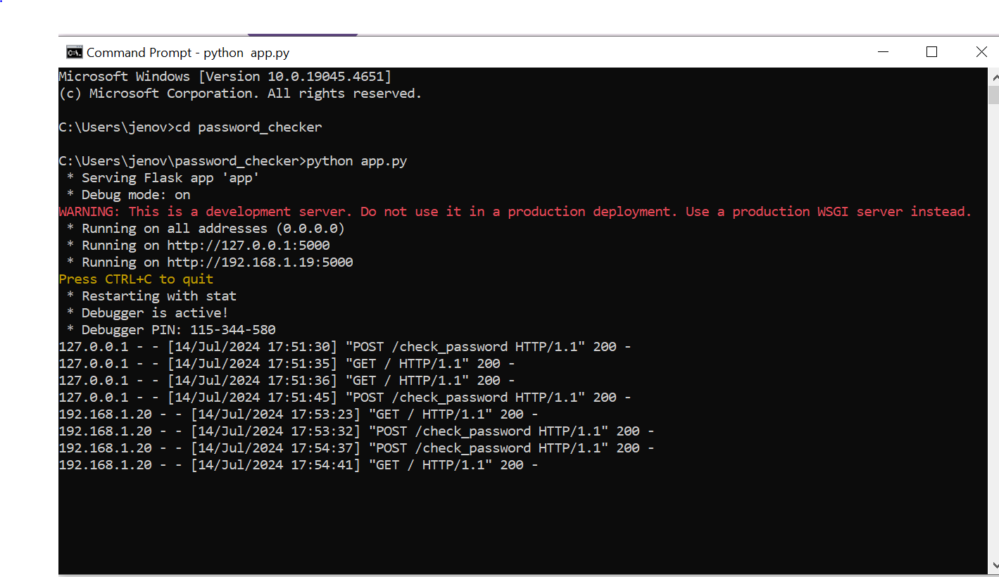 Command Prompt - python  app.py
Microsoft Windows [Version 10.0.19045.4651]
(c) Microsoft Corporation. All rights reserved.
C:\Users\jenov>cd password_checker
C:\Users\jenov\password_checker>python app.py
 * Serving Flask app 'app'
 * Debug mode: on
WARNING: This is a development server. Do not use it in a production deployment. Use a production WSGI server instead.
 * Running on all addresses (0.0.0.0)
 * Running on http://127.0.0.1:5000
 * Running on http://192.168.1.19:5000
Press CTRL+C to quit
 * Restarting with stat
 * Debugger is active!
 * Debugger PIN: 115-344-580
127.0.0.1 - - [14/Jul/2024 17:51:30] "POST /check_password HTTP/1.1" 200 -
127.0.0.1 - - [14/Jul/2024 17:51:35] "GET / HTTP/1.1" 200 -
127.0.0.1 - - [14/Jul/2024 17:51:36] "GET / HTTP/1.1" 200 -
127.0.0.1 - - [14/Jul/2024 17:51:45] "POST /check_password HTTP/1.1" 200 -
192.168.1.20 - - [14/Jul/2024 17:53:23] "GET / HTTP/1.1" 200 -
192.168.1.20 - - [14/Jul/2024 17:53:32] "POST /check_password HTTP/1.1" 200 -
192.168.1.20 - - [14/Jul/2024 17:54:37] "POST /check_password HTTP/1.1" 200 -
192.168.1.20 - - [14/Jul/2024 17:54:41] "GET / HTTP/1.1" 200 -